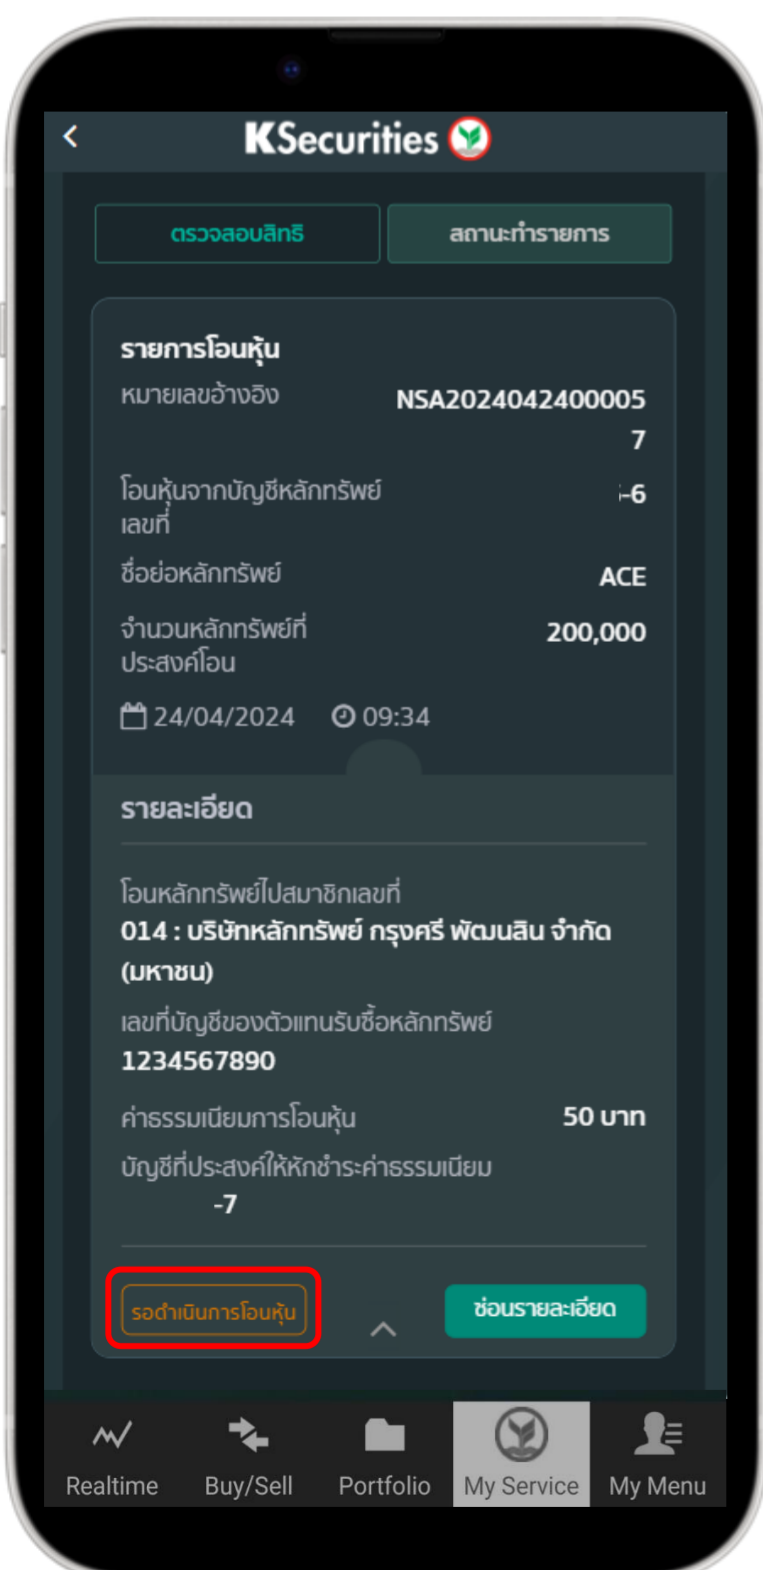 KSecurities
ตรวจสอบสิทธิ
สถานะทำรายการ
รายการโอนหุ้น
หมายเลขอ้างอิง
NSA2024042400005
7
โอนหุ้นจากบัญชีหลักทรัพย์
เลขที่
-6
ชื่อย่อหลักทรัพย์
ACE
จำนวนหลักทรัพย์ที่
ประสงค์โอน
200,000
24/04/2024 09:34
รายละเอียด
โอนหลักทรัพย์ไปสมาชิกเลขที่
014 : บริษัทหลักทรัพย์ กรุงศรี พัฒนสิน จำกัด
(มหาชน)
เลขที่บัญชีของตัวแทนรับซื้อหลักทรัพย์
1234567890
ค่าธรรมเนียมการโอนหุ้น
50 บาท
บัญชีที่ประสงค์ให้หักชำระค่าธรรมเนียม
-7
รอดำเนินการโอนหุ้น
ซ่อนรายละเอียด
Realtime
Buy/Sell
Portfolio
My Service
My Menu